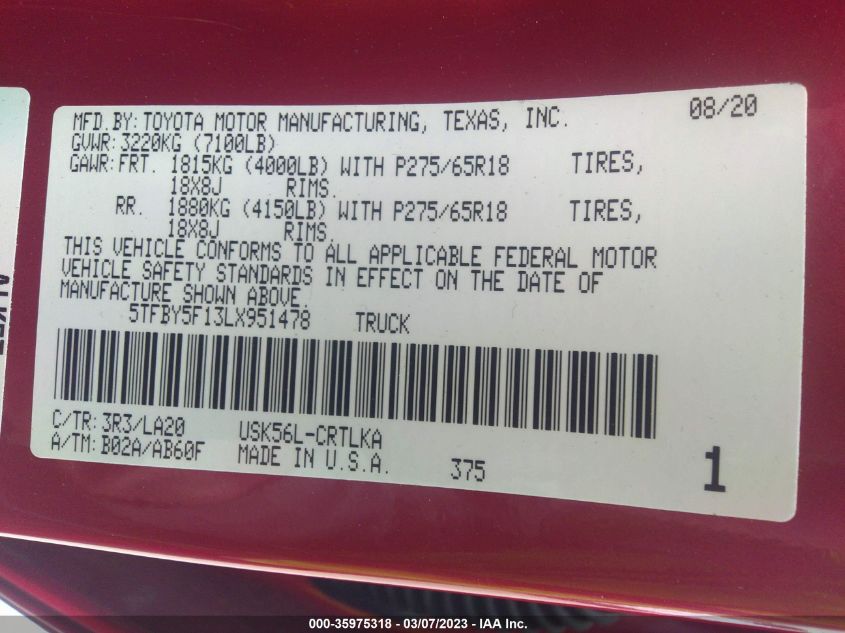 MFD.BY: TOYOTA MOTOR MANUFACTURING, TEXAS, INC. 08/20
GVWR: 3220KG (7100LB)
GAWR: FRT. 1815KG (4000LB) WITH P275/65R18 TIRES,
18X8J RIMS.
RR. 1880KG (4150LB) WITH P275/65R18 TIRES,
18X8J RIMS.
THIS VEHICLE CONFORMS TO ALL APPLICABLE FEDERAL MOTOR
VEHICLE SAFETY STANDARDS IN EFFECT ON THE DATE OF
MANUFACTURE SHOWN ABOVE.
5TFBY5F13LX951478 TRUCK
C/TR: 3R3/LA20 USK56L-CRTLKA
A/TM: B02A/AB60F MADE IN U.S.A. 375 1
000-35975318 - 03/07/2023 - IAA Inc.